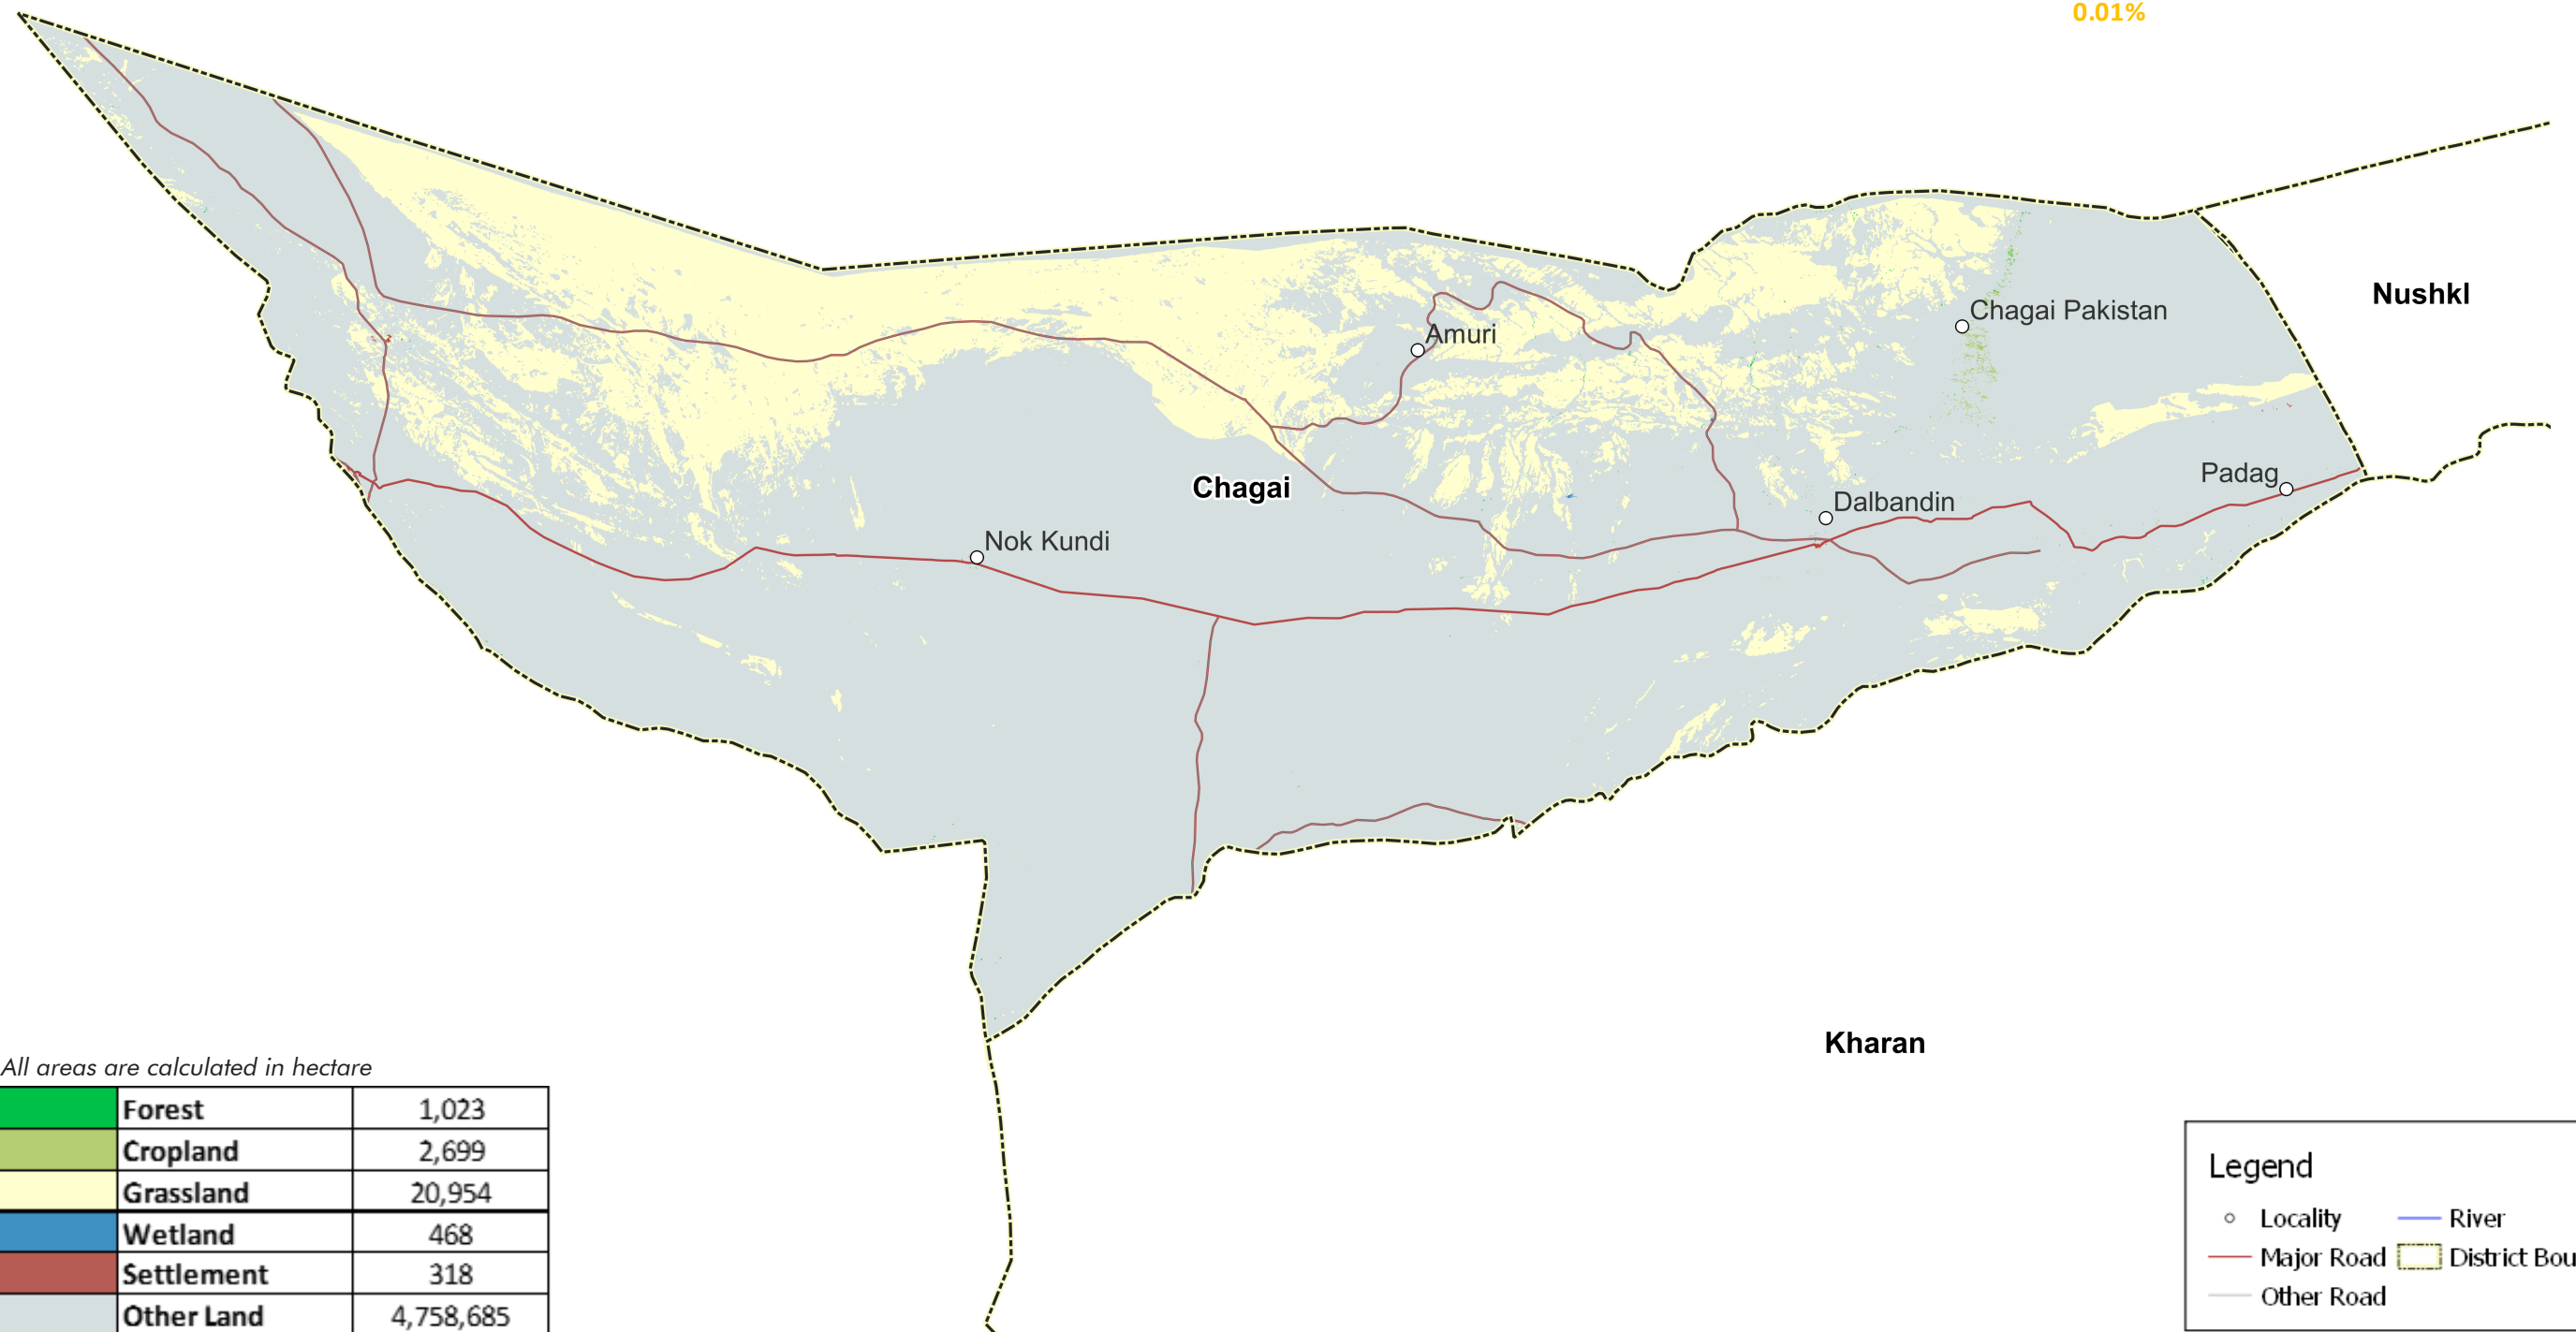 0.01%
Nushkl
Chagai Pakistan
Amuri
Padag
Chagai
Dalbandin
Nok Kundi
Kharan
All areas are calculated in hectare
Forest 1,023
Cropland 2,699
Grassland 20,954
Wetland 468
Settlement 318
Other Land 4,758,685
Legend
Locality River
Major Road District Bou
Other Road